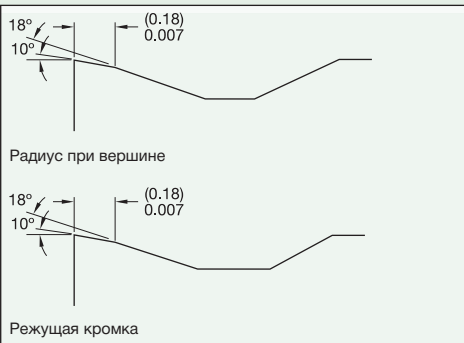 18° (0.18)
10° 0.007
Радиус при вершине
18° (0.18)
10° 0.007
Режущая кромка